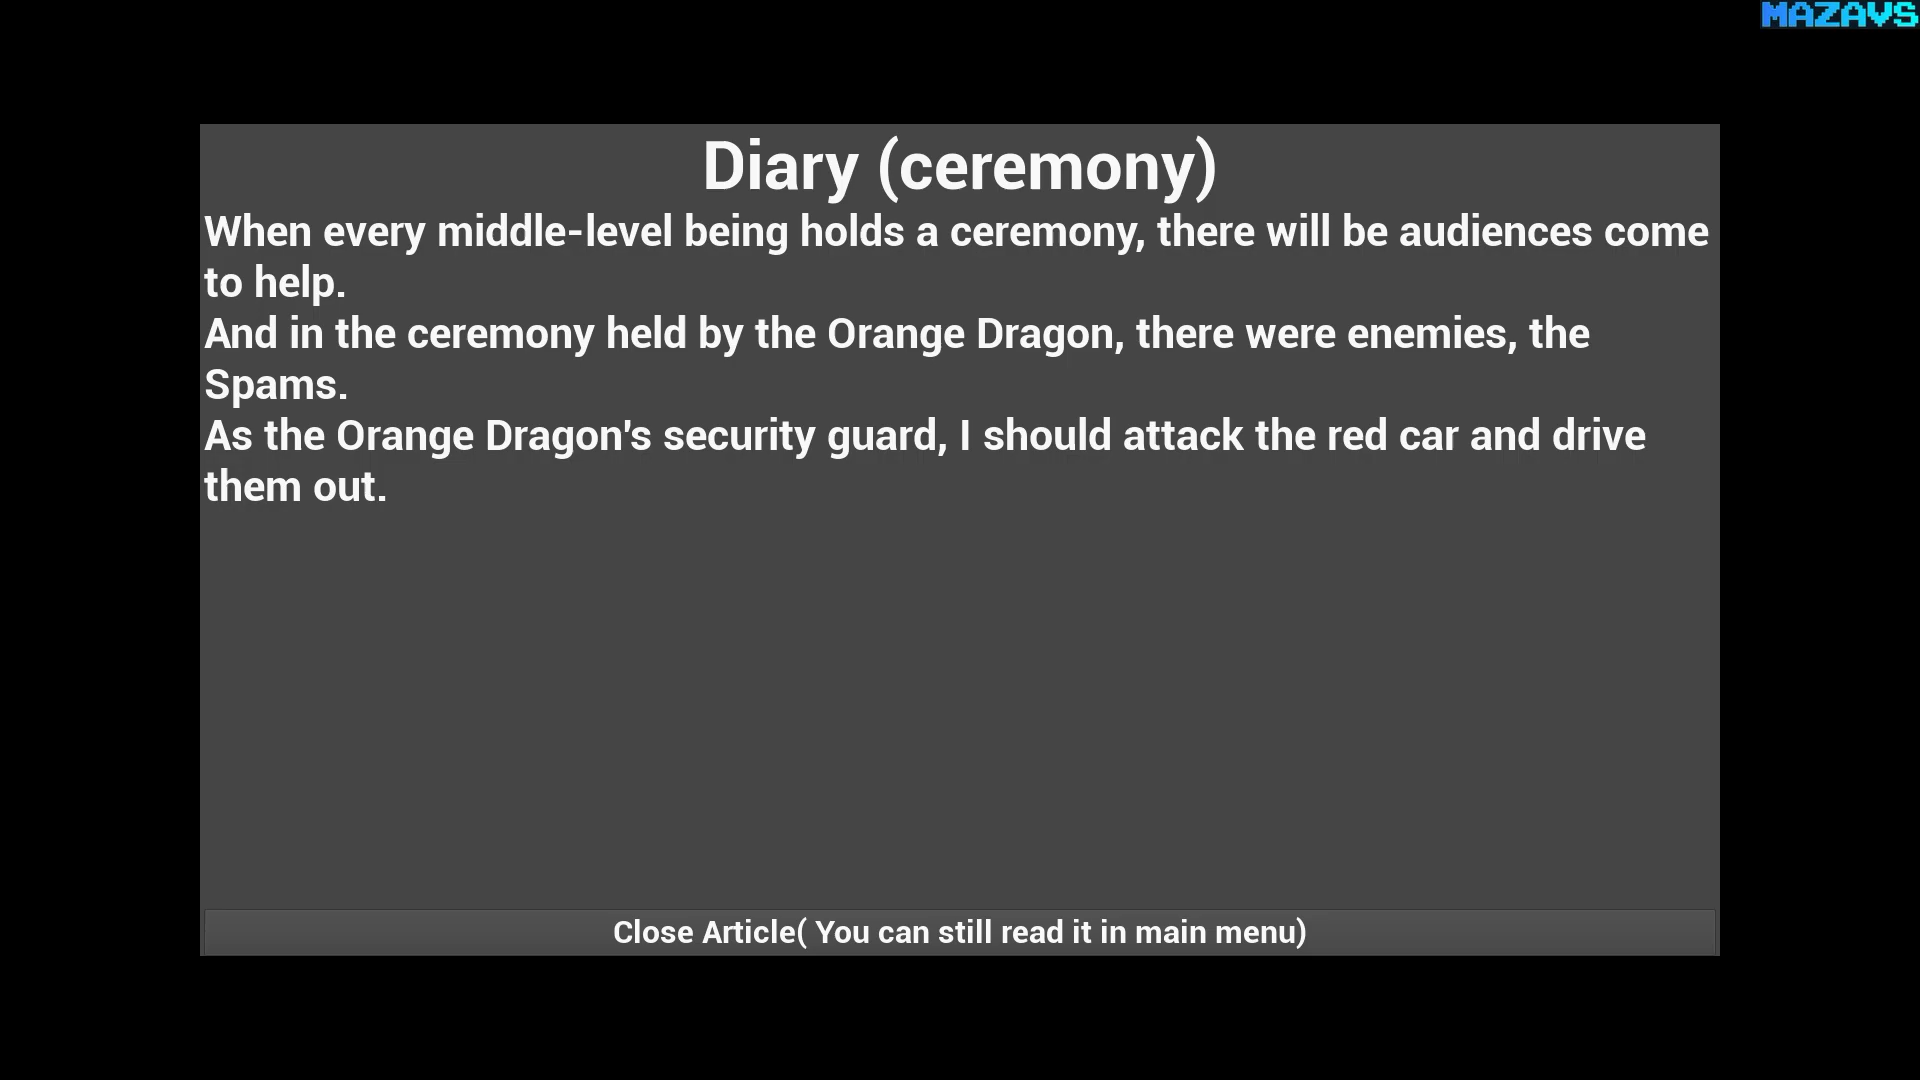 MAZAVS
Diary (ceremony)
When every middle-level being holds a ceremony, there will be audiences come
to help.
And in the ceremony held by the Orange Dragon, there were enemies, the
Spams.
As the Orange Dragon's security guard, I should attack the red car and drive
them out.
Close Article( You can still read it in main menu)